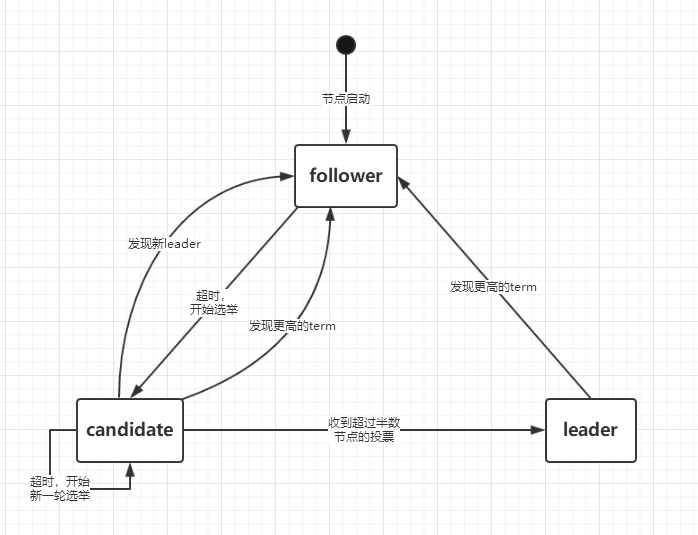 节点启动
follower
发现新leader
超时，
开始选举
发现更高的term
发现更高的term
candidate
收到超过半数
节点的投票
leader
超时，开始
新一轮选举